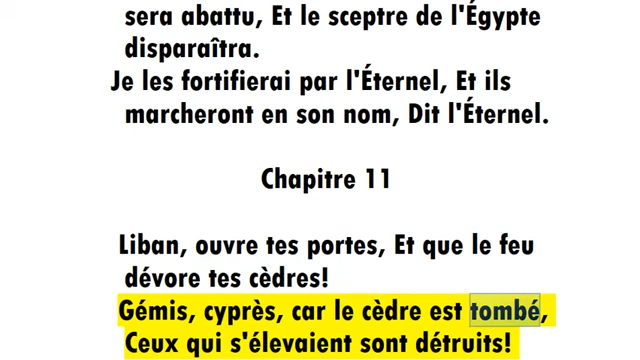 sera abattu, Et le sceptre de l'Égypte
disparaîtra.
Je les fortifierai par l'Éternel, Et ils
marcheront en son nom, Dit l'Éternel.
Chapitre 11
Liban, ouvre tes portes, Et que le feu
dévore tes cèdres!
Gémis, cyprès, car le cèdre est tombé,
Ceux qui s'élevaient sont détruits!